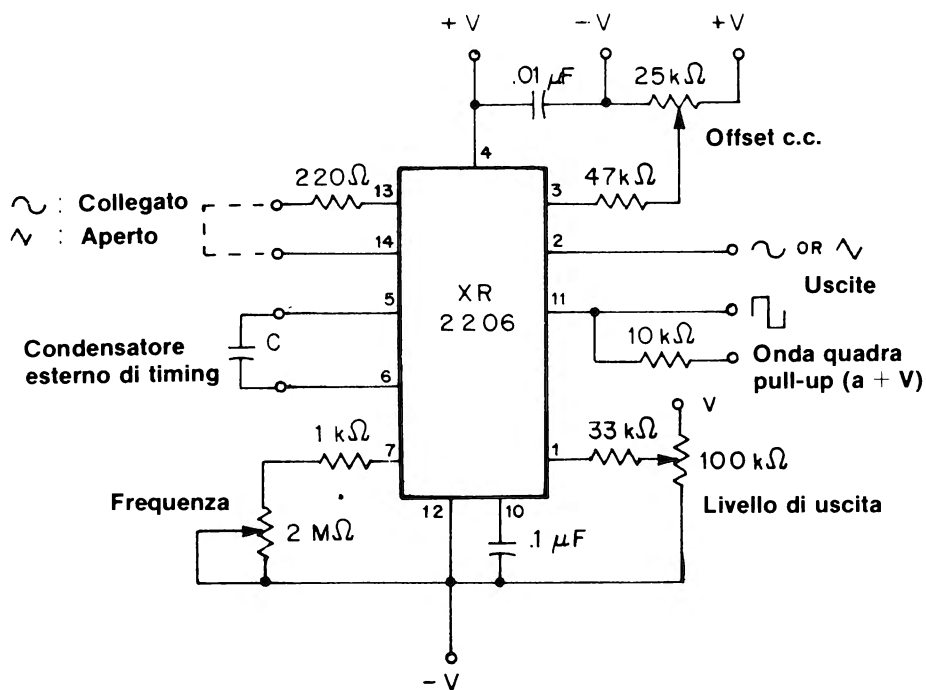 + V
− V
+ V
.01 µF
25 kΩ
Offset c.c.
4
220Ω
13
3
47kΩ
∿ : Collegato
: Aperto
14
2
OR
Uscite
XR
2206
5
11
C
10 kΩ
Condensatore
esterno di timing
Onda quadra
pull-up (a + V)
6
V
1 kΩ
7
1
33 kΩ
100 kΩ
Frequenza
12
10
Livello di uscita
2 MΩ
.1 µF
− V